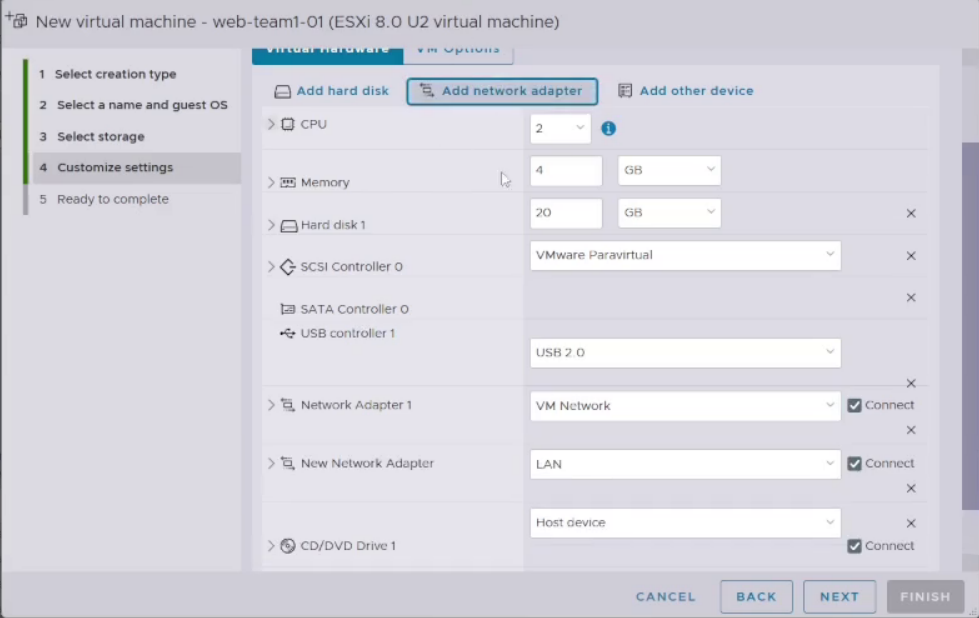 New virtual machine - web-team1-01 (ESXi 8.0 U2 virtual machine)
Virtual Hardware VM Options
1 Select creation type
2 Select a name and guest OS
3 Select storage
4 Customize settings
5 Ready to complete
Add hard disk Add network adapter Add other device
CPU 2
Memory 4 GB
Hard disk 1 20 GB
SCSI Controller 0 VMware Paravirtual
SATA Controller 0
USB controller 1 USB 2.0
Network Adapter 1 VM Network Connect
New Network Adapter LAN Connect
CD/DVD Drive 1 Host device Connect
CANCEL BACK NEXT FINISH